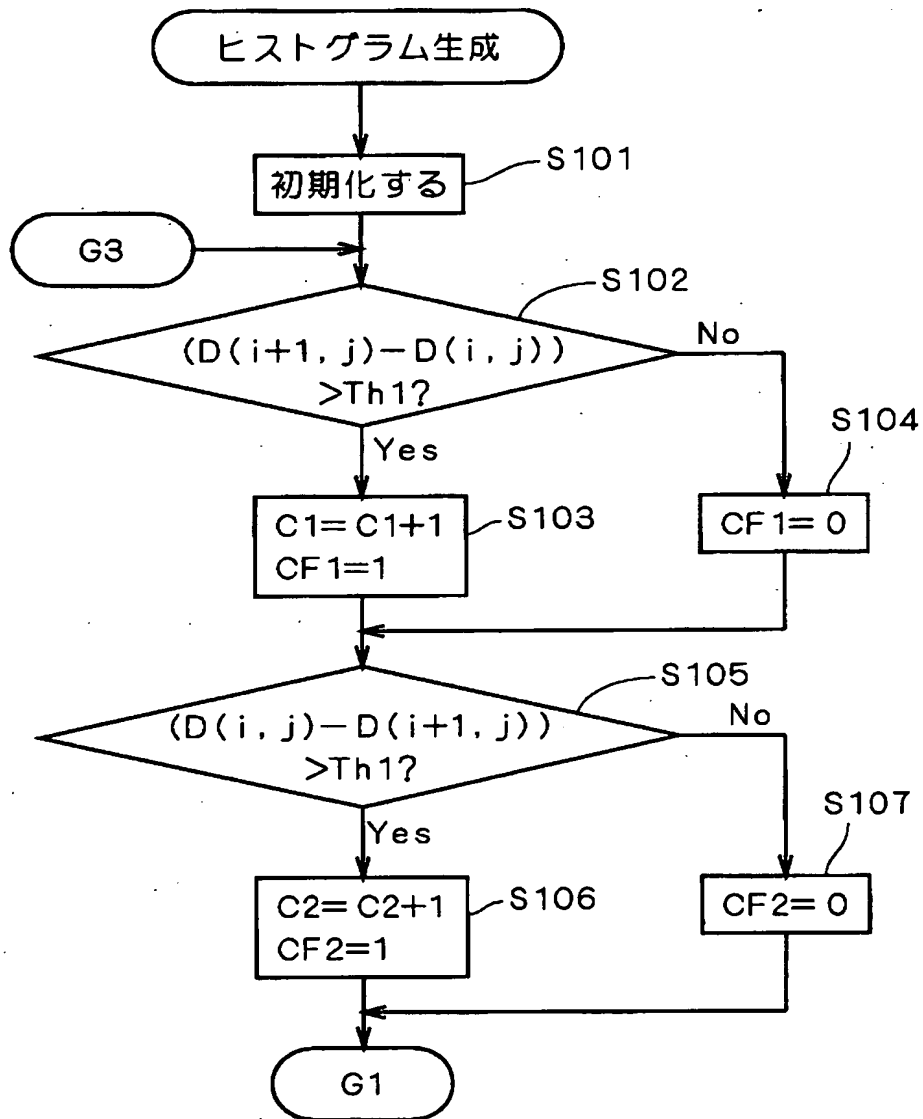 ヒストグラム生成
S101
初期化する
G3
S102
(D(i+1,j)−D(i,j))
>Th1?
No
Yes
S104
C1=C1+1
CF1=1
S103
CF1=0
S105
(D(i,j)−D(i+1,j))
>Th1?
No
Yes
S107
C2=C2+1
CF2=1
S106
CF2=0
G1